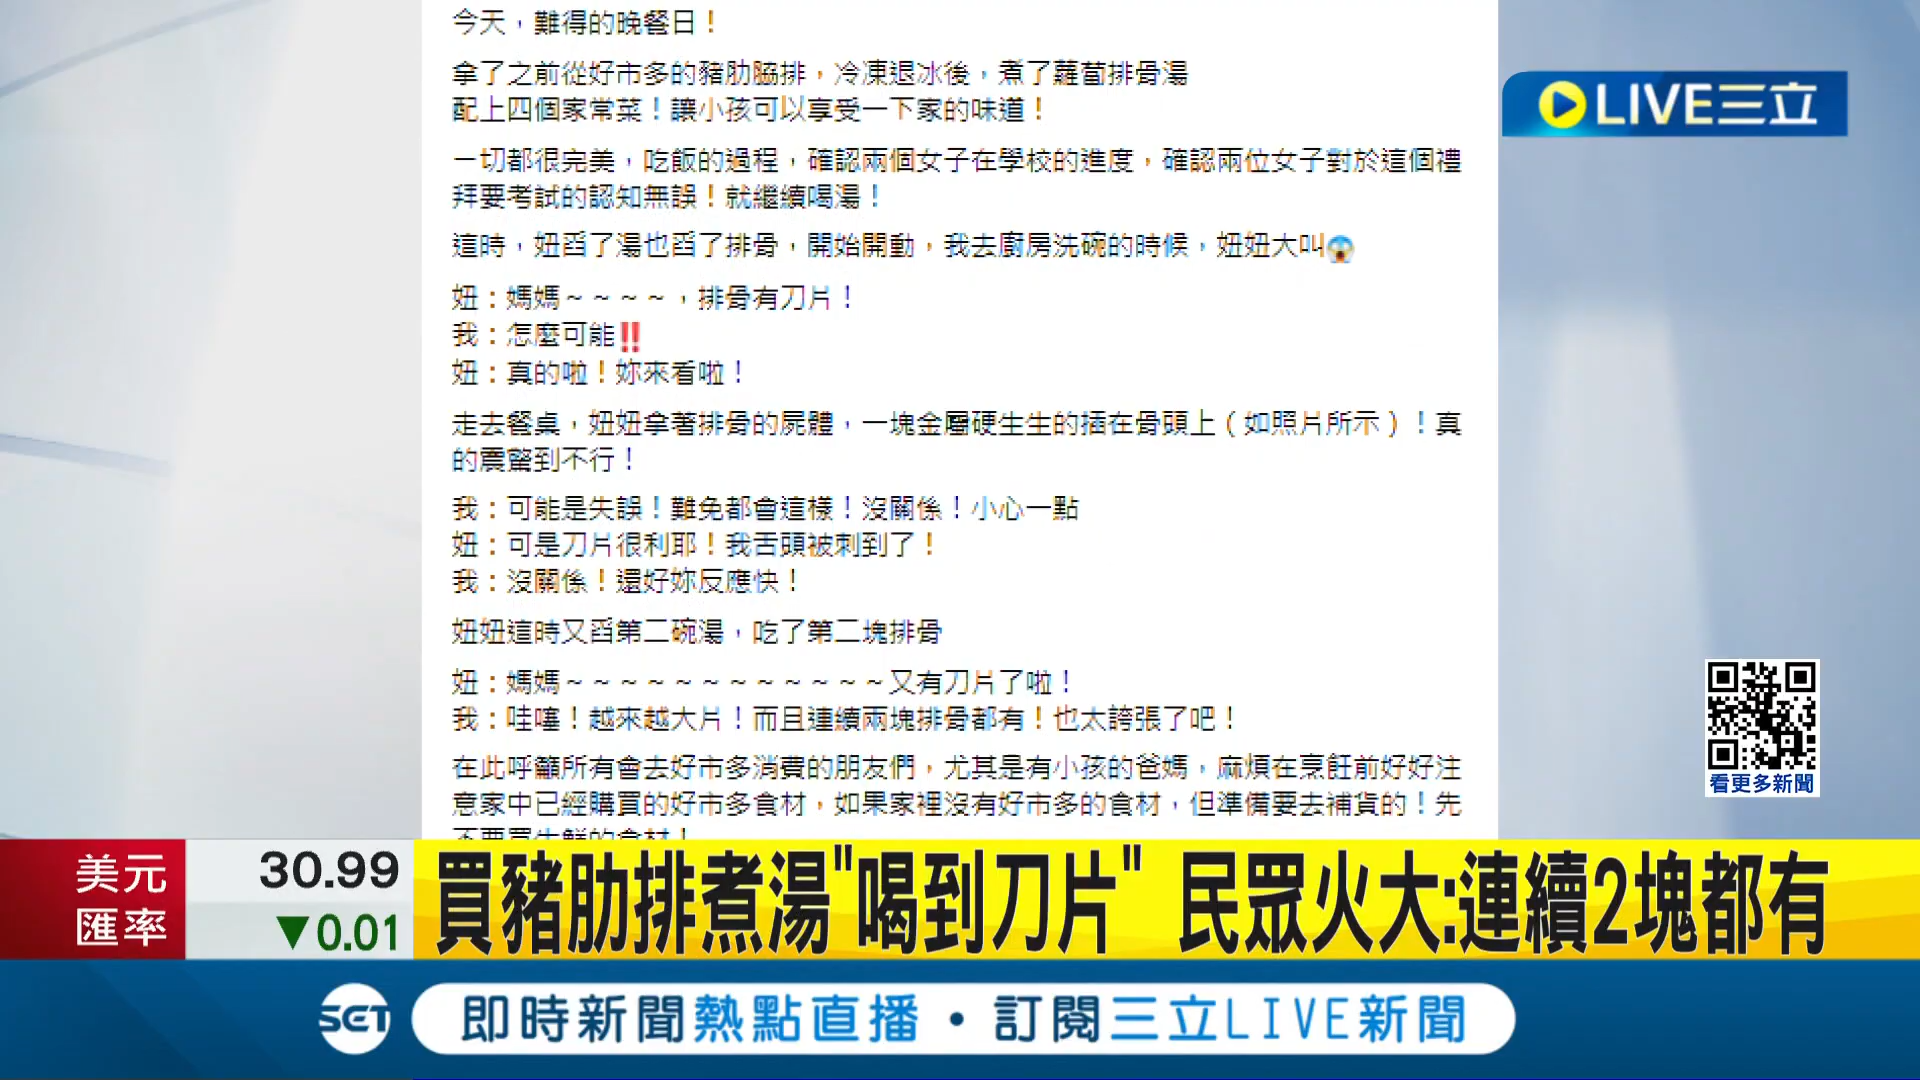 今天，難得的晚餐日！
拿了之前從好市多的豬肋脇排，冷凍退冰後，煮了蘿蔔排骨湯
配上四個家常菜！讓小孩可以享受一下家的味道！
一切都很完美，吃飯的過程，確認兩個女子在學校的進度，確認兩位女子對於這個禮
拜要考試的認知無誤！就繼續喝湯！
這時，妞舀了湯也舀了排骨，開始開動，我去廚房洗碗的時候，妞妞大叫😱
妞：媽媽～～～～，排骨有刀片！
我：怎麼可能‼️
妞：真的啦！妳來看啦！
走去餐桌，妞妞拿著排骨的屍體，一塊金屬硬生生的插在骨頭上（如照片所示）！真
的震驚到不行！
我：可能是失誤！難免都會這樣！沒關係！小心一點
妞：可是刀片很利耶！我舌頭被刺到了！
我：沒關係！還好妳反應快！
妞妞這時又舀第二碗湯，吃了第二塊排骨
妞：媽媽～～～～～～～～～～～～又有刀片了啦！
我：哇噻！越來越大片！而且連續兩塊排骨都有！也太誇張了吧！
在此呼籲所有會去好市多消費的朋友們，尤其是有小孩的爸媽，麻煩在烹飪前好好注
意家中已經購買的好市多食材，如果家裡沒有好市多的食材，但準備要去補貨的！先
不要買生鮮的食材！
LIVE三立
看更多新聞
美元
匯率
30.99
▼0.01
買豬肋排煮湯"喝到刀片" 民眾火大:連續2塊都有
SET
即時新聞熱點直播・訂閱三立LIVE新聞